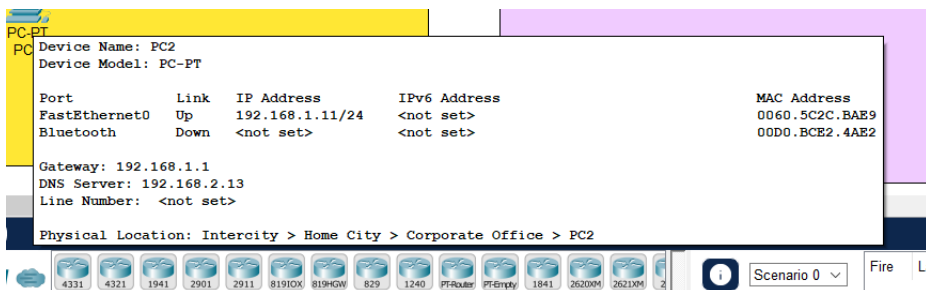 PC-PT
PC
Device Name: PC2
Device Model: PC-PT
Port Link IP Address IPv6 Address MAC Address
FastEthernet0 Up 192.168.1.11/24 <not set> 0060.5C2C.BAE9
Bluetooth Down <not set> <not set> 00D0.BCE2.4AE2
Gateway: 192.168.1.1
DNS Server: 192.168.2.13
Line Number: <not set>
Physical Location: Intercity > Home City > Corporate Office > PC2
4331 4321 1941 2901 2911 819IOX 819HGW 829 1240 PT-Router PT-Empty 1841 2620XM 2621XM 2
Scenario 0
Fire L